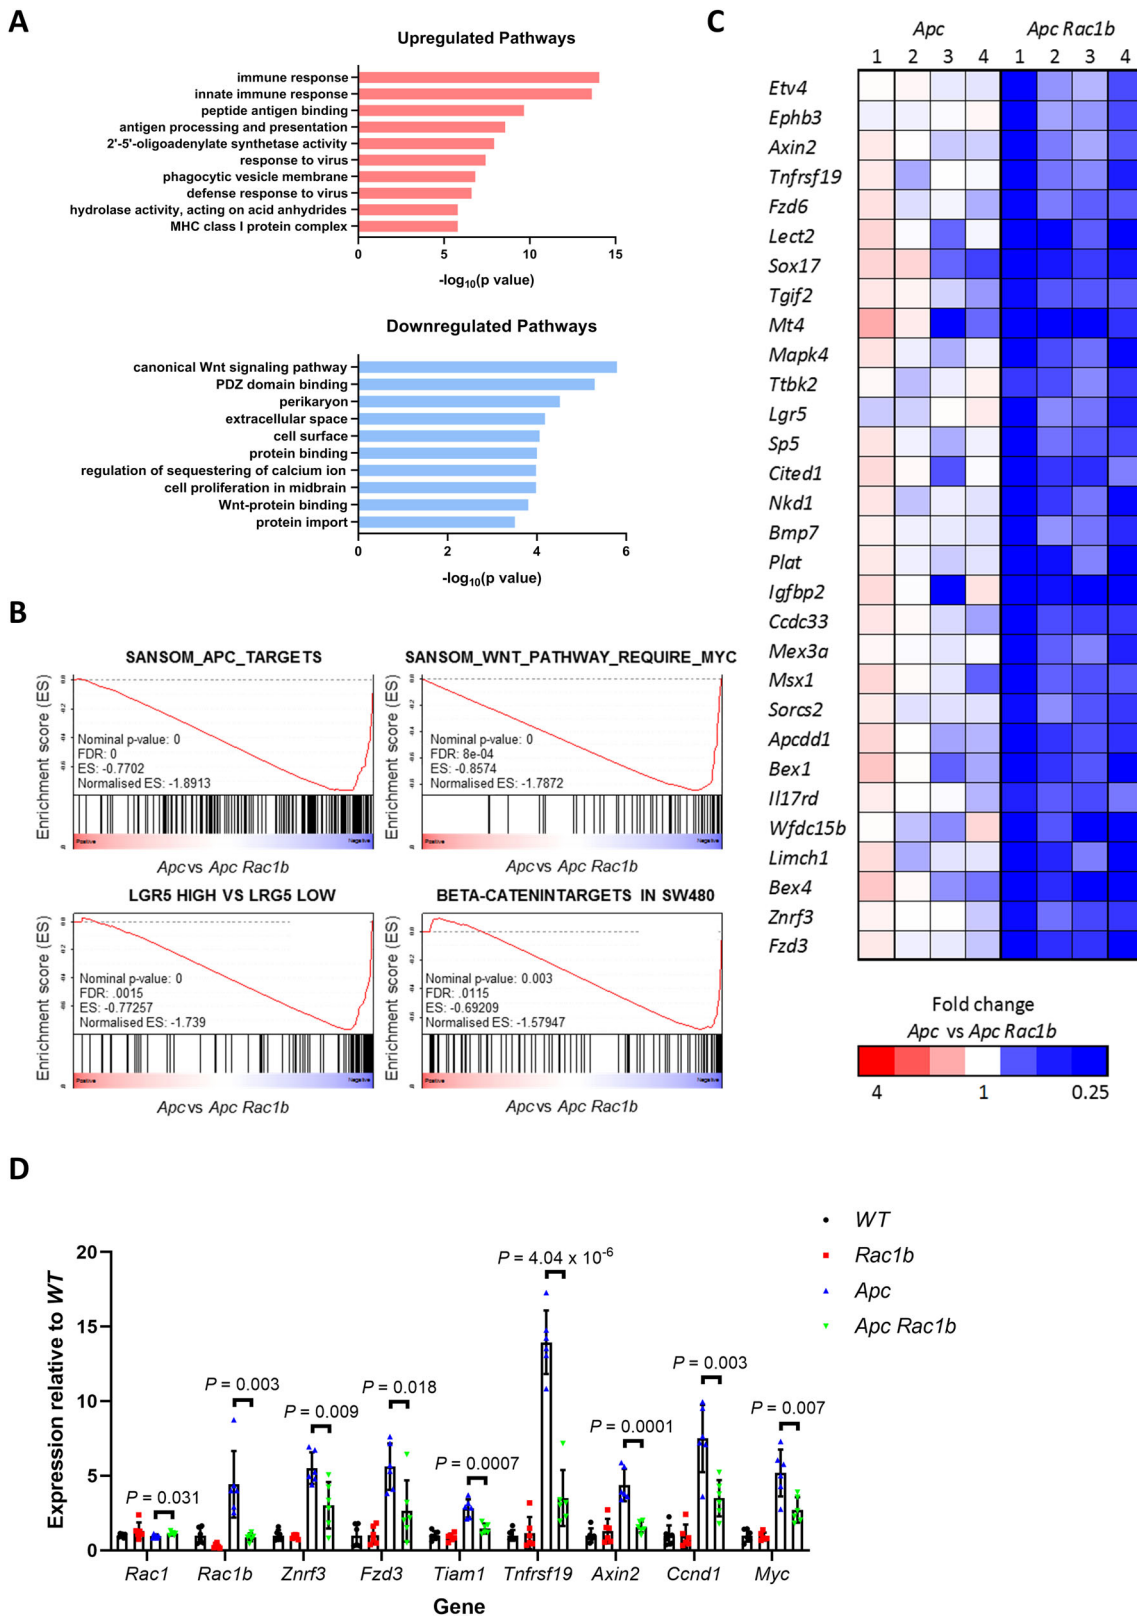 A
Upregulated Pathways
immune response
innate immune response
peptide antigen binding
antigen processing and presentation
2'-5'-oligoadenylate synthetase activity
response to virus
phagocytic vesicle membrane
defense response to virus
hydrolase activity, acting on acid anhydrides
MHC class I protein complex
0 5 10 15
-log10(p value)
Downregulated Pathways
canonical Wnt signaling pathway
PDZ domain binding
perikaryon
extracellular space
cell surface
protein binding
regulation of sequestering of calcium ion
cell proliferation in midbrain
Wnt-protein binding
protein import
0 2 4 6
-log10(p value)
B
SANSOM_APC_TARGETS
Enrichment score (ES)
Nominal p-value: 0
FDR: 0
ES: -0.7702
Normalised ES: -1.8913
Positive Negative
Apc vs Apc Rac1b
SANSOM_WNT_PATHWAY_REQUIRE_MYC
Enrichment score (ES)
Nominal p-value: 0
FDR: 8e-04
ES: -0.8574
Normalised ES: -1.7872
Positive Negative
Apc vs Apc Rac1b
LGR5 HIGH VS LRG5 LOW
Enrichment score (ES)
Nominal p-value: 0
FDR: .0015
ES: -0.77257
Normalised ES: -1.739
Positive Negative
Apc vs Apc Rac1b
BETA-CATENINTARGETS IN SW480
Enrichment score (ES)
Nominal p-value: 0.003
FDR: .0115
ES: -0.69209
Normalised ES: -1.57947
Positive Negative
Apc vs Apc Rac1b
C
Apc Apc Rac1b
1 2 3 4 1 2 3 4
Etv4
Ephb3
Axin2
Tnfrsf19
Fzd6
Lect2
Sox17
Tgif2
Mt4
Mapk4
Ttbk2
Lgr5
Sp5
Cited1
Nkd1
Bmp7
Plat
Igfbp2
Ccdc33
Mex3a
Msx1
Sorcs2
Apcdd1
Bex1
Il17rd
Wfdc15b
Limch1
Bex4
Znrf3
Fzd3
Fold change
Apc vs Apc Rac1b
4 1 0.25
D
WT
Rac1b
Apc
Apc Rac1b
Expression relative to WT
20
15
10
5
0
P = 0.031
P = 0.003
P = 0.009
P = 0.018
P = 0.0007
P = 4.04 x 10-6
P = 0.0001
P = 0.003
P = 0.007
Rac1 Rac1b Znrf3 Fzd3 Tiam1 Tnfrsf19 Axin2 Ccnd1 Myc
Gene